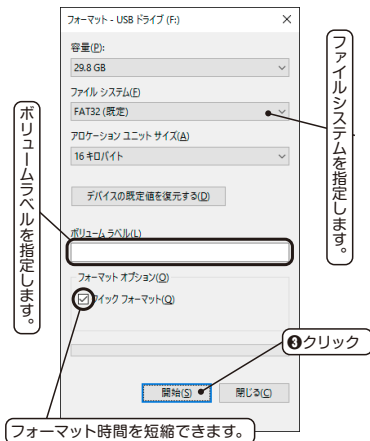 フォーマット - USB ドライブ (F:)
容量(P):
29.8 GB
ファイル システム(F)
FAT32 (既定)
アロケーション ユニット サイズ(A)
16 キロバイト
デバイスの既定値を復元する(D)
ボリューム ラベル(L)
フォーマット オプション(O)
クイック フォーマット(Q)
開始(S)
閉じる(C)
ファイルシステムを指定します。
ボリュームラベルを指定します。
❸クリック
フォーマット時間を短縮できます。